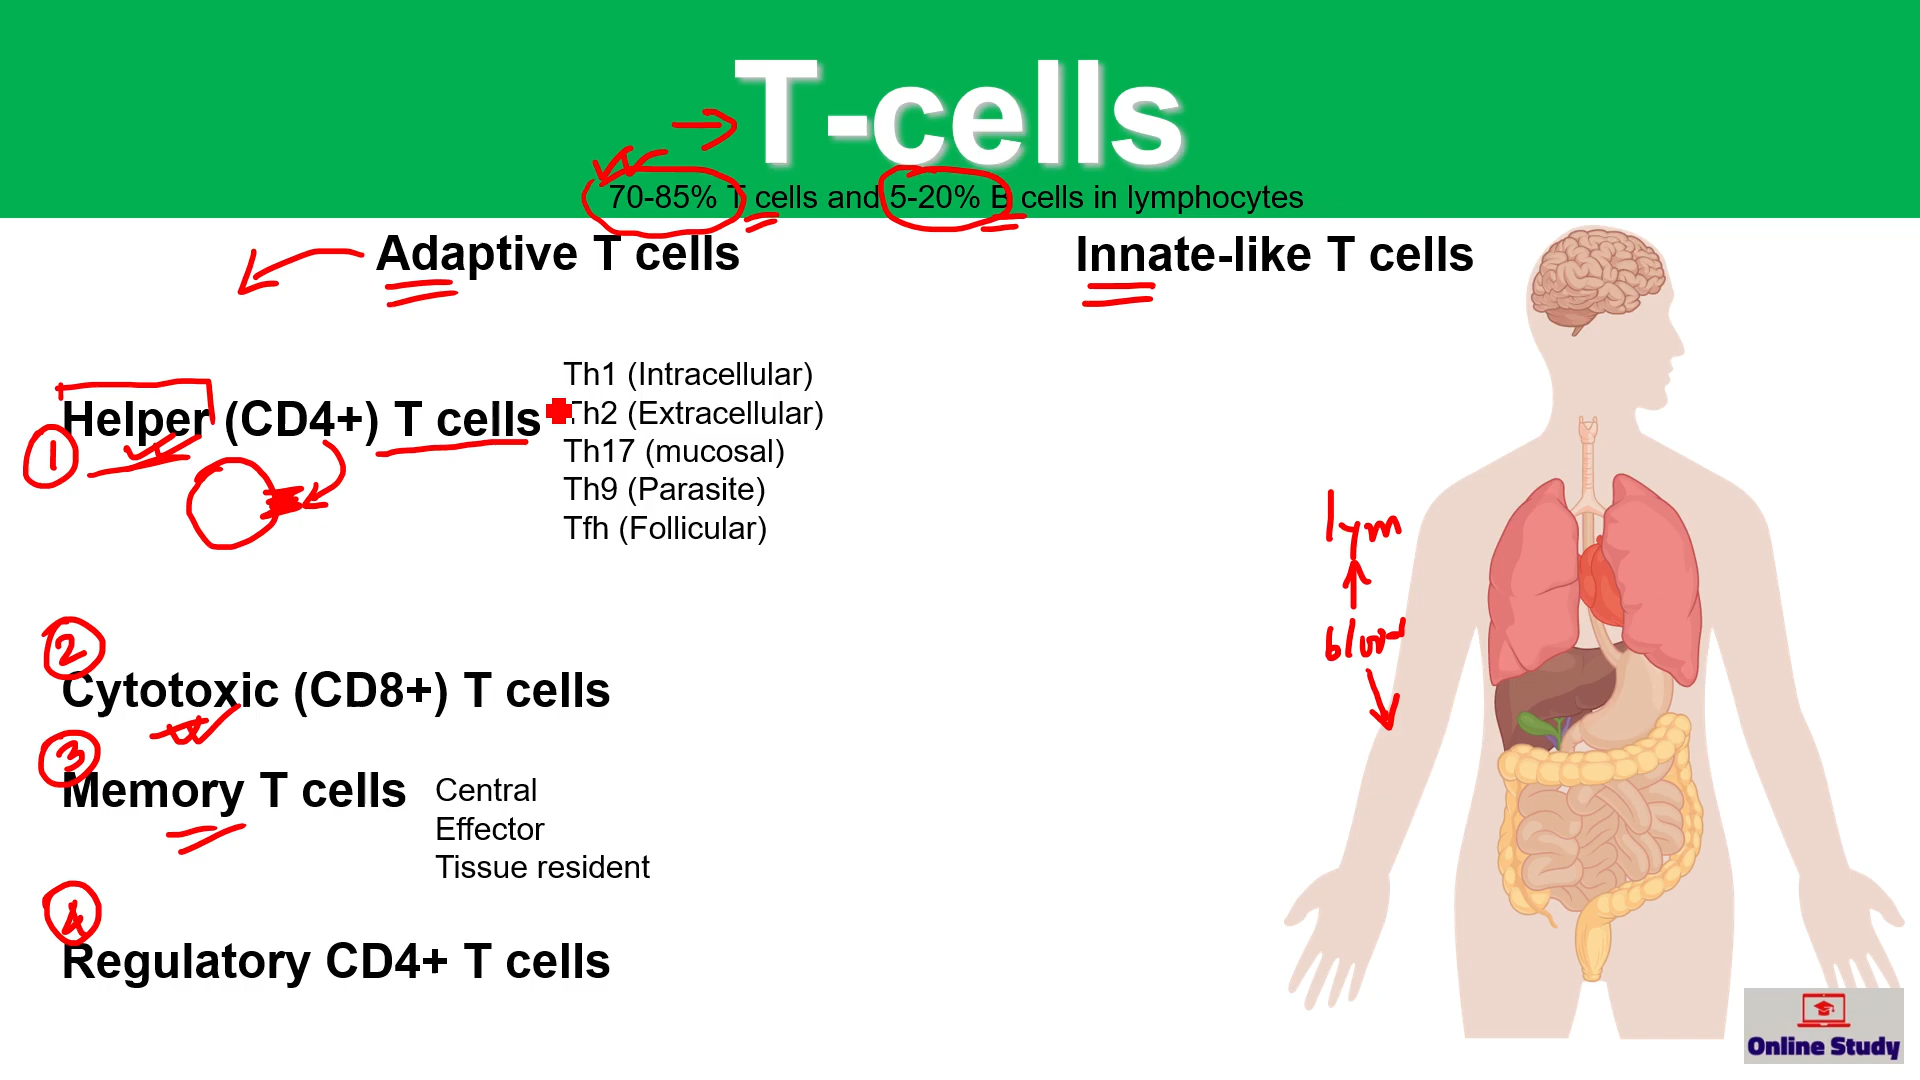 T-cells
70-85% T cells and 5-20% B cells in lymphocytes
Adaptive T cells
Helper (CD4+) T cells
1
Th1 (Intracellular)
Th2 (Extracellular)
Th17 (mucosal)
Th9 (Parasite)
Tfh (Follicular)
2
Cytotoxic (CD8+) T cells
3
Memory T cells
Central
Effector
Tissue resident
4
Regulatory CD4+ T cells
Innate-like T cells
lym
Online Study